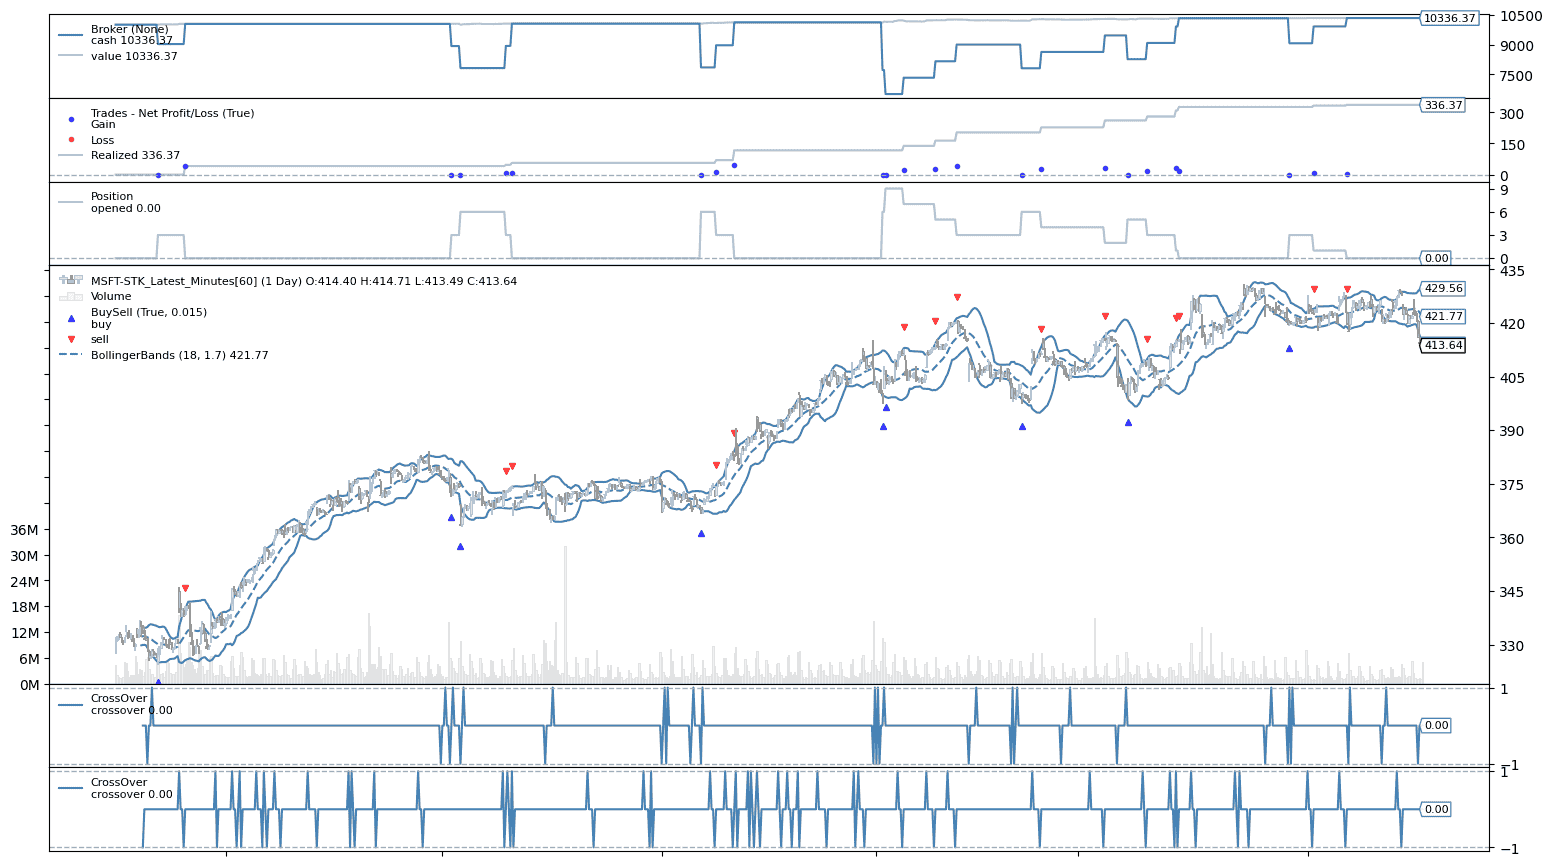 Broker (None)
cash 10336.37
value 10336.37
10336.37
10500
9000
7500
Trades - Net Profit/Loss (True)
Gain
Loss
Realized 336.37
336.37
300
150
0
Position
opened 0.00
9
6
3
0
0.00
MSFT-STK_Latest_Minutes[60] (1 Day) O:414.40 H:414.71 L:413.49 C:413.64
Volume
BuySell (True, 0.015)
buy
sell
BollingerBands (18, 1.7) 421.77
429.56
421.77
413.64
435
420
405
390
375
360
345
330
36M
30M
24M
18M
12M
6M
0M
CrossOver
crossover 0.00
1
0.00
−1
CrossOver
crossover 0.00
1
0.00
−1